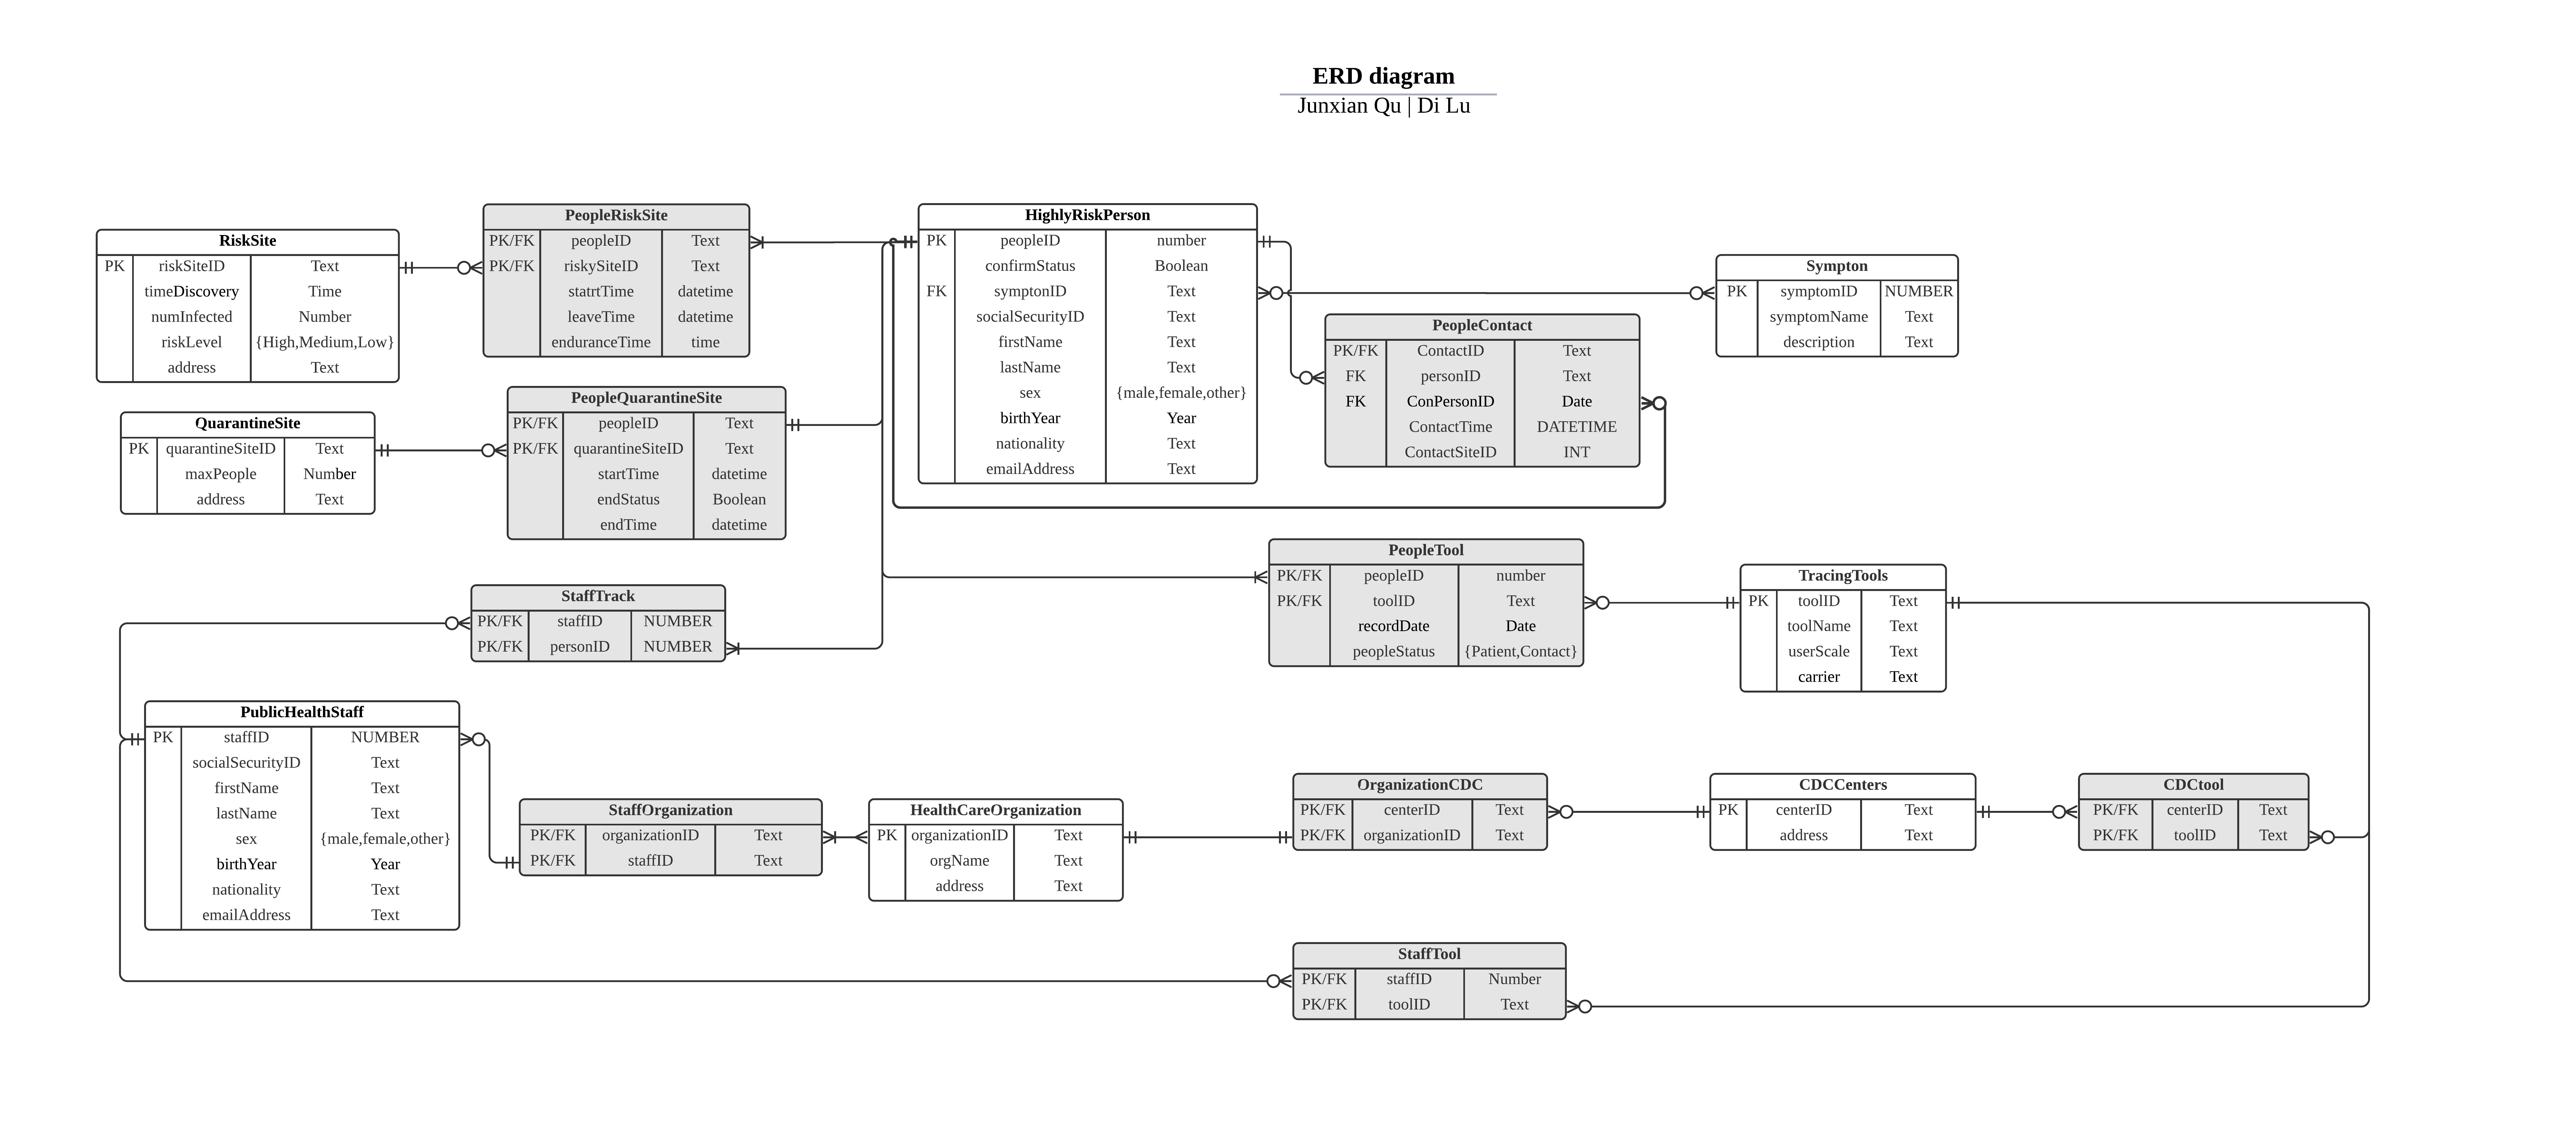 ERD diagram
Junxian Qu | Di Lu
RiskSite
PK riskSiteID Text
timeDiscovery Time
numInfected Number
riskLevel {High,Medium,Low}
address Text
PeopleRiskSite
PK/FK peopleID Text
PK/FK riskySiteID Text
statrtTime datetime
leaveTime datetime
enduranceTime time
HighlyRiskPerson
PK peopleID number
confirmStatus Boolean
FK symptonID Text
socialSecurityID Text
firstName Text
lastName Text
sex {male,female,other}
birthYear Year
nationality Text
emailAddress Text
Sympton
PK symptomID NUMBER
symptomName Text
description Text
PeopleContact
PK/FK ContactID Text
FK personID Text
FK ConPersonID Date
ContactTime DATETIME
ContactSiteID INT
QuarantineSite
PK quarantineSiteID Text
maxPeople Number
address Text
PeopleQuarantineSite
PK/FK peopleID Text
PK/FK quarantineSiteID Text
startTime datetime
endStatus Boolean
endTime datetime
PeopleTool
PK/FK peopleID number
PK/FK toolID Text
recordDate Date
peopleStatus {Patient,Contact}
TracingTools
PK toolID Text
toolName Text
userScale Text
carrier Text
StaffTrack
PK/FK staffID NUMBER
PK/FK personID NUMBER
PublicHealthStaff
PK staffID NUMBER
socialSecurityID Text
firstName Text
lastName Text
sex {male,female,other}
birthYear Year
nationality Text
emailAddress Text
StaffOrganization
PK/FK organizationID Text
PK/FK staffID Text
HealthCareOrganization
PK organizationID Text
orgName Text
address Text
OrganizationCDC
PK/FK centerID Text
PK/FK organizationID Text
CDCCenters
PK centerID Text
address Text
CDCtool
PK/FK centerID Text
PK/FK toolID Text
StaffTool
PK/FK staffID Number
PK/FK toolID Text